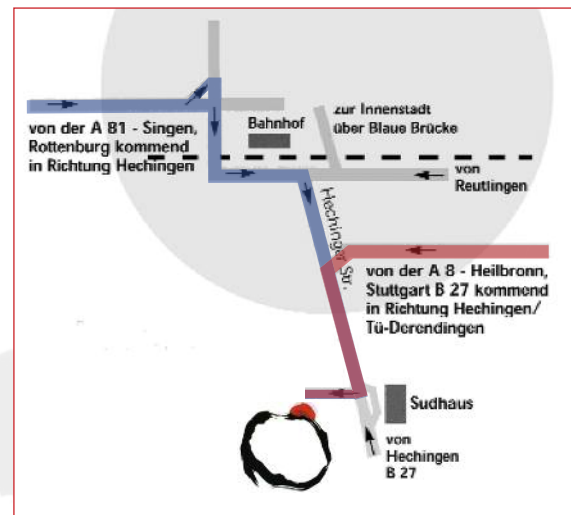 zur Innenstadt
über Blaue Brücke
Bahnhof
von der A 81 - Singen,
Rottenburg kommend
in Richtung Hechingen
von
Reutlingen
Hechinger Str.
von der A 8 - Heilbronn,
Stuttgart B 27 kommend
in Richtung Hechingen/
Tü-Derendingen
Sudhaus
von
Hechingen
B 27